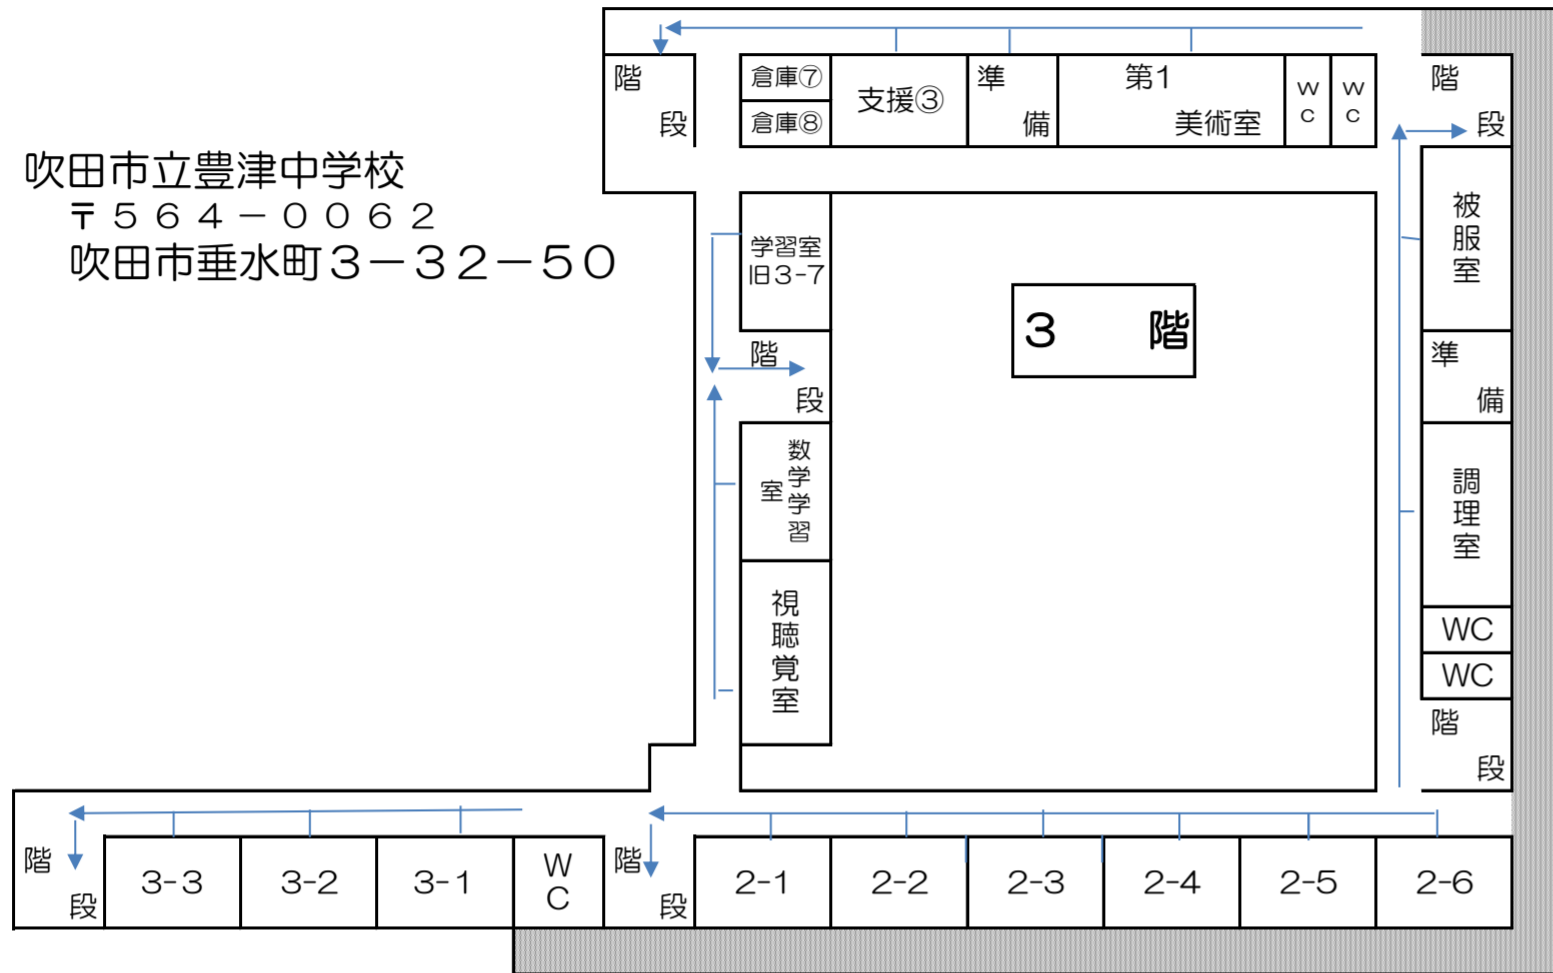 階段
倉庫⑦
倉庫⑧
支援③
準備
第1美術室
WC
WC
階段
吹田市立豊津中学校
〒564-0062
吹田市垂水町3-32-50
学習室
旧3-7
3 階
被服室
階段
準備
数学学習室
調理室
視聴覚室
WC
WC
階段
階段
3-3
3-2
3-1
WC
階段
2-1
2-2
2-3
2-4
2-5
2-6